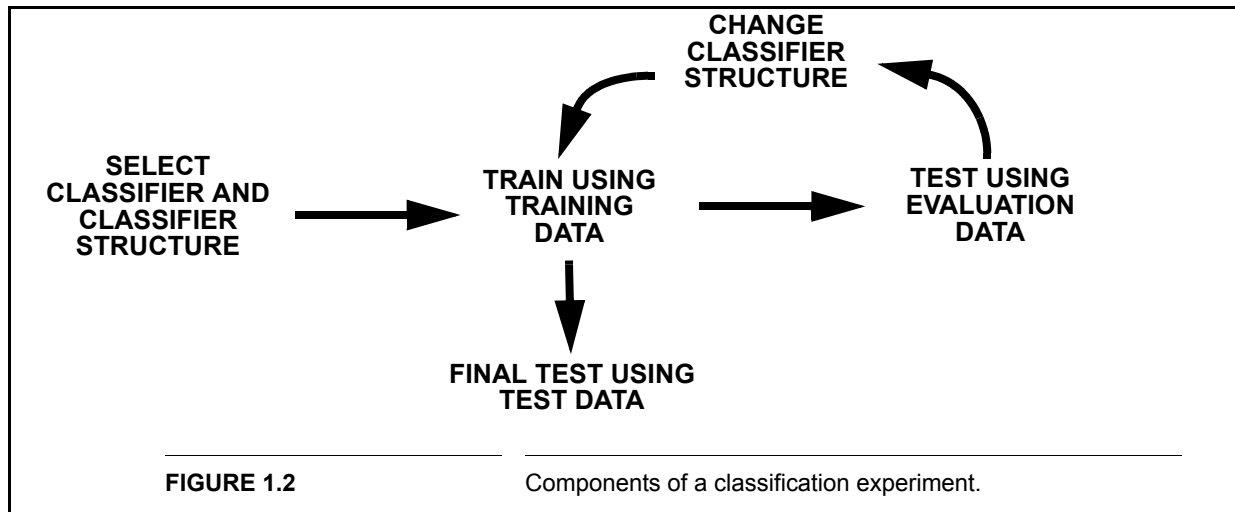 SELECT
CLASSIFIER AND
CLASSIFIER
STRUCTURE
TRAIN USING
TRAINING
DATA
TEST USING
EVALUATION
DATA
CHANGE
CLASSIFIER
STRUCTURE
FINAL TEST USING
TEST DATA
FIGURE 1.2 Components of a classification experiment.